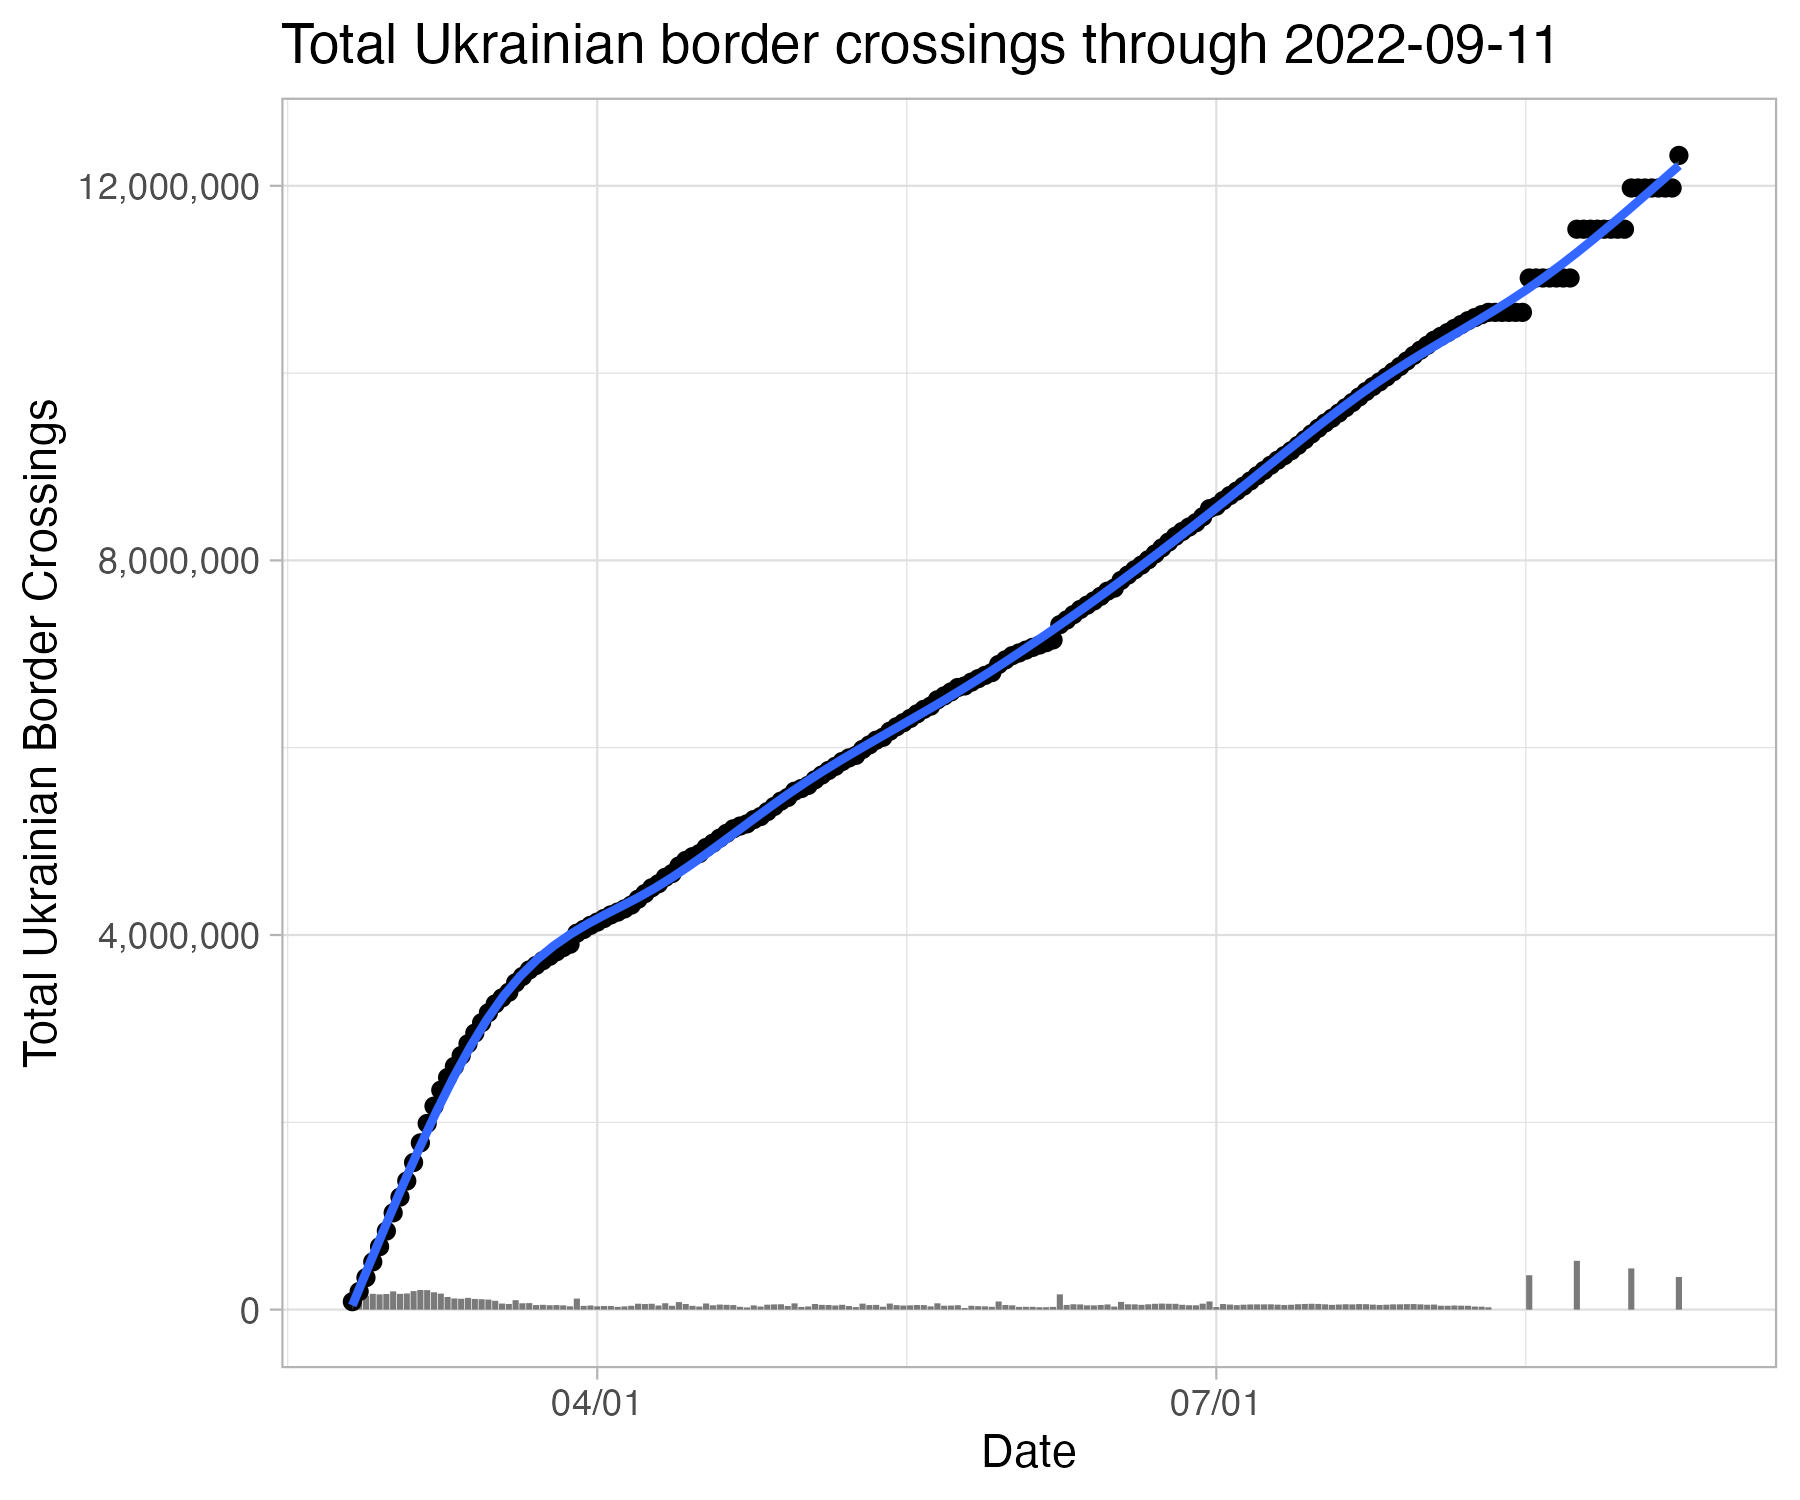 Total Ukrainian border crossings through 2022-09-11
Total Ukrainian Border Crossings
12,000,000
8,000,000
4,000,000
0
04/01
07/01
Date